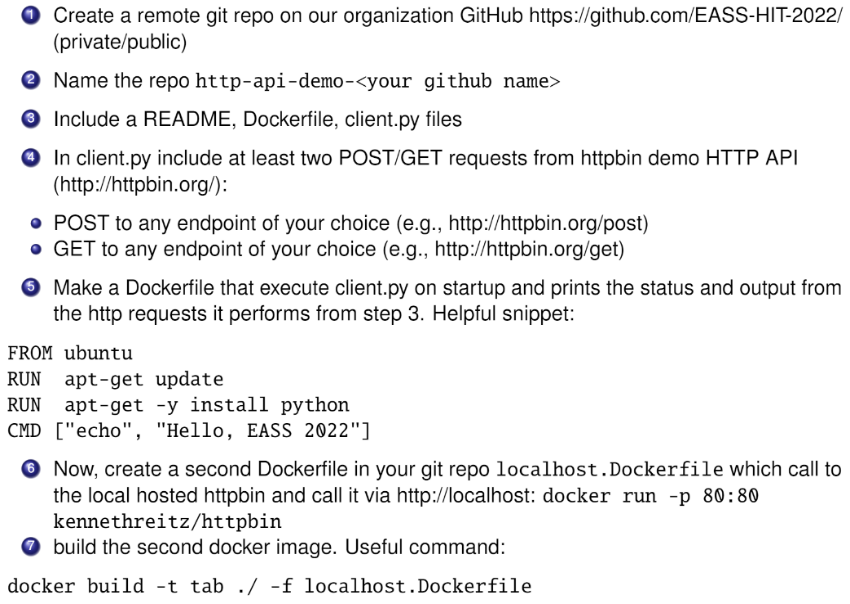 1 Create a remote git repo on our organization GitHub https://github.com/EASS-HIT-2022/
(private/public)
2 Name the repo http-api-demo-<your github name>
3 Include a README, Dockerfile, client.py files
4 In client.py include at least two POST/GET requests from httpbin demo HTTP API
(http://httpbin.org/):
• POST to any endpoint of your choice (e.g., http://httpbin.org/post)
• GET to any endpoint of your choice (e.g., http://httpbin.org/get)
5 Make a Dockerfile that execute client.py on startup and prints the status and output from
the http requests it performs from step 3. Helpful snippet:
FROM ubuntu
RUN  apt-get update
RUN  apt-get -y install python
CMD ["echo", "Hello, EASS 2022"]
6 Now, create a second Dockerfile in your git repo localhost.Dockerfile which call to
the local hosted httpbin and call it via http://localhost: docker run -p 80:80
kennethreitz/httpbin
7 build the second docker image. Useful command:
docker build -t tab ./ -f localhost.Dockerfile